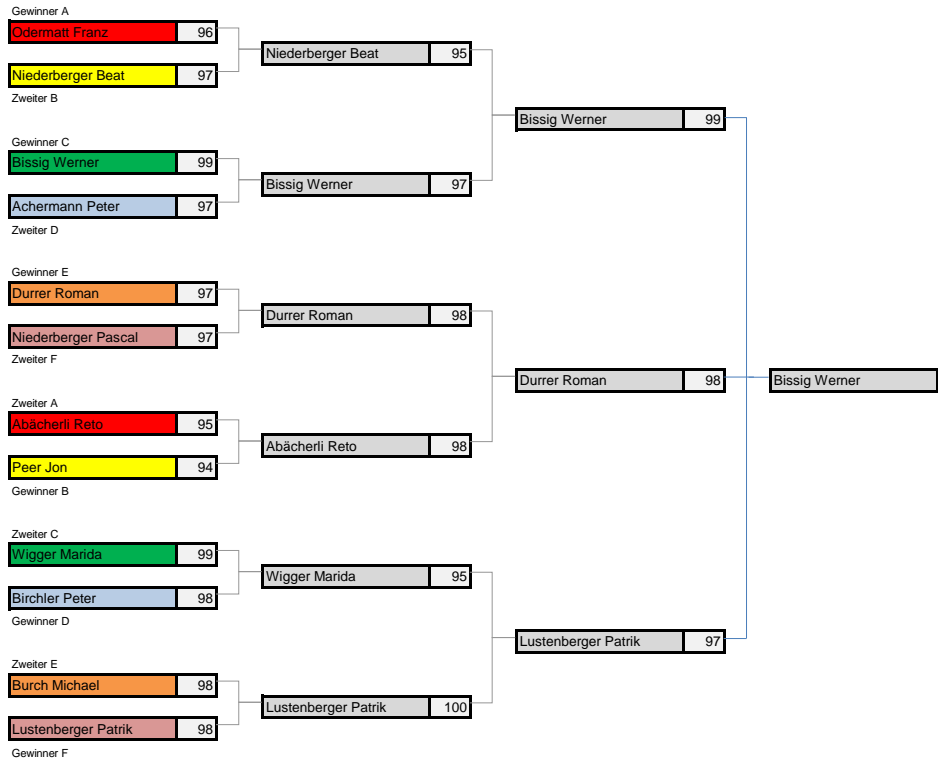 Gewinner A
Odermatt Franz 96
Niederberger Beat 97
Zweiter B
Gewinner C
Bissig Werner 99
Achermann Peter 97
Zweiter D
Gewinner E
Durrer Roman 97
Niederberger Pascal 97
Zweiter F
Zweiter A
Abächerli Reto 95
Peer Jon 94
Gewinner B
Zweiter C
Wigger Marida 99
Birchler Peter 98
Gewinner D
Zweiter E
Burch Michael 98
Lustenberger Patrik 98
Gewinner F
Niederberger Beat 95
Bissig Werner 97
Durrer Roman 98
Abächerli Reto 98
Wigger Marida 95
Lustenberger Patrik 100
Bissig Werner 99
Durrer Roman 98
Lustenberger Patrik 97
Bissig Werner